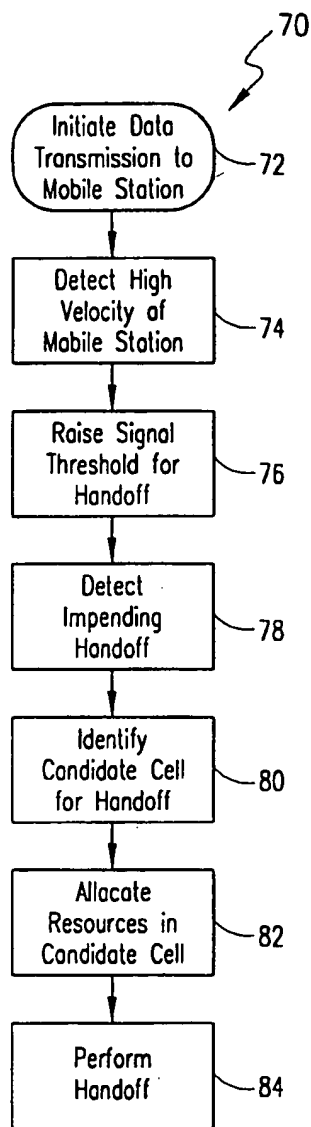 70
Initiate Data
Transmission to
Mobile Station
72
Detect High
Velocity of
Mobile Station
74
Raise Signal
Threshold for
Handoff
76
Detect
Impending
Handoff
78
Identify
Candidate Cell
for Handoff
80
Allacate
Resources in
Candidate Cell
82
Perform
Handoff
84